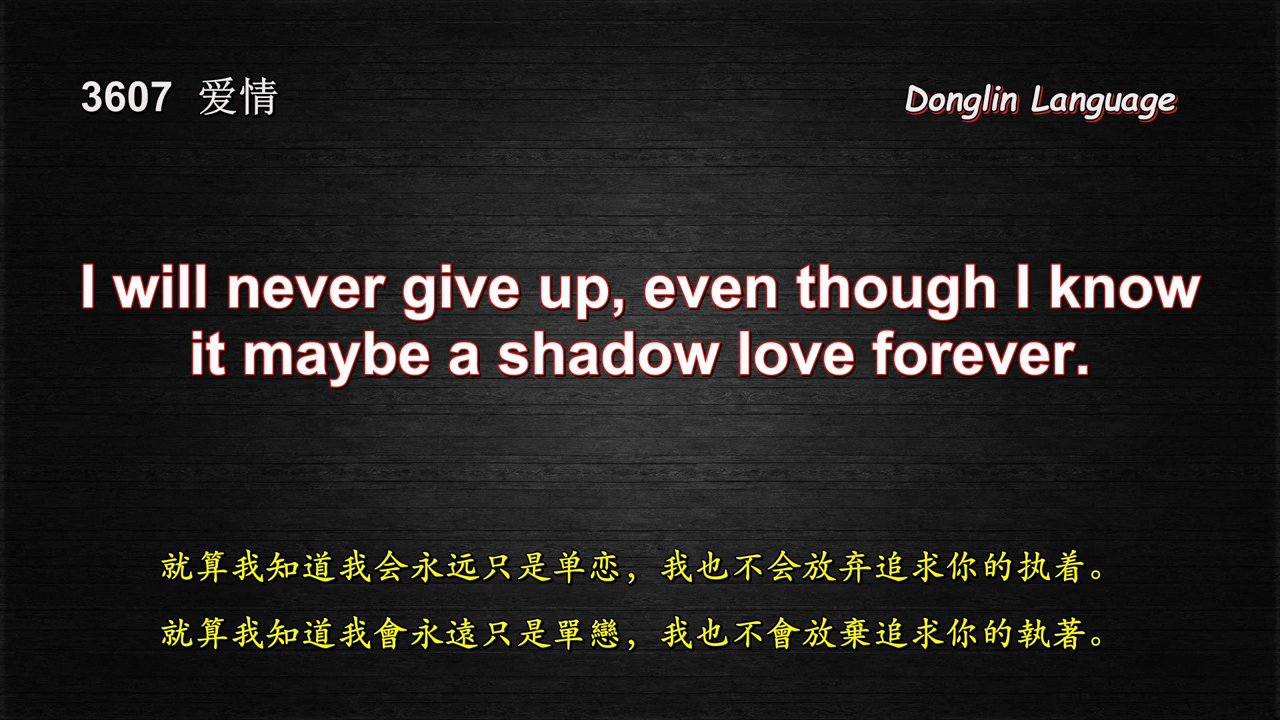 3607 爱情
Donglin Language
I will never give up, even though I know
it maybe a shadow love forever.
就算我知道我会永远只是单恋，我也不会放弃追求你的执着。
就算我知道我會永遠只是單戀，我也不會放棄追求你的執著。